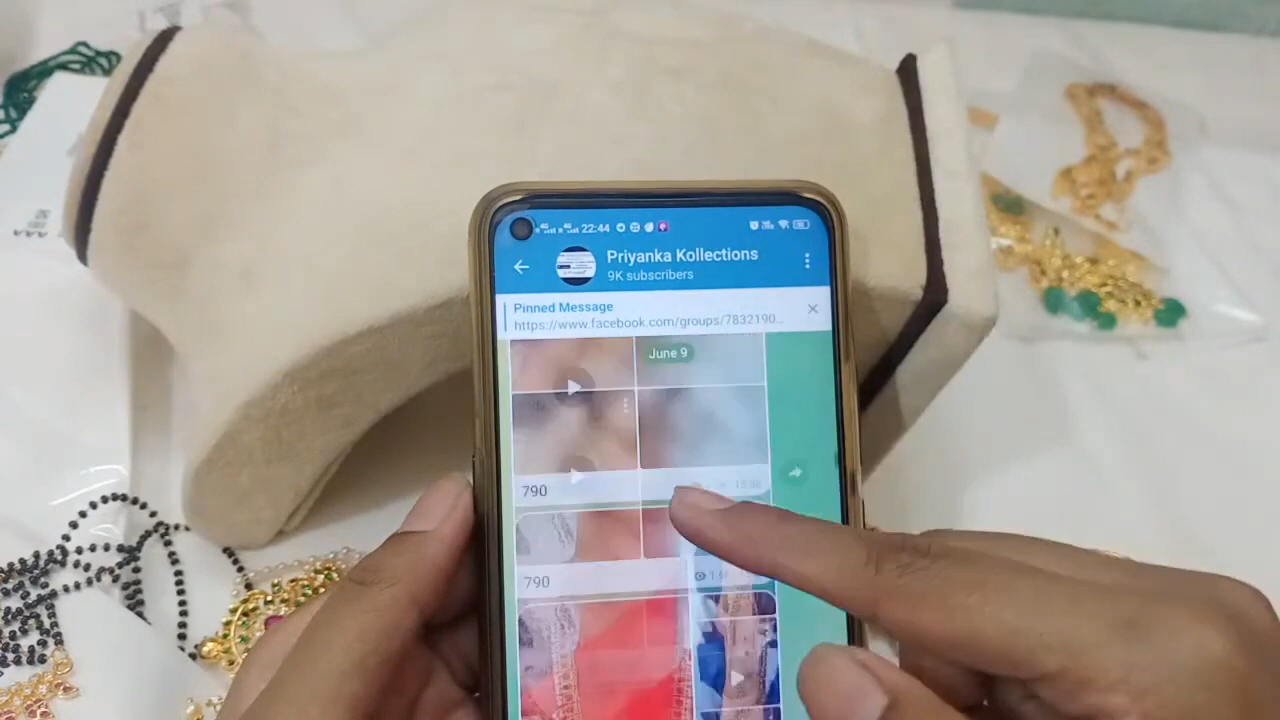 22:44
Priyanka Kollections
9K subscribers
Pinned Message
https://www.facebook.com/groups/7832190...
June 9
790
790